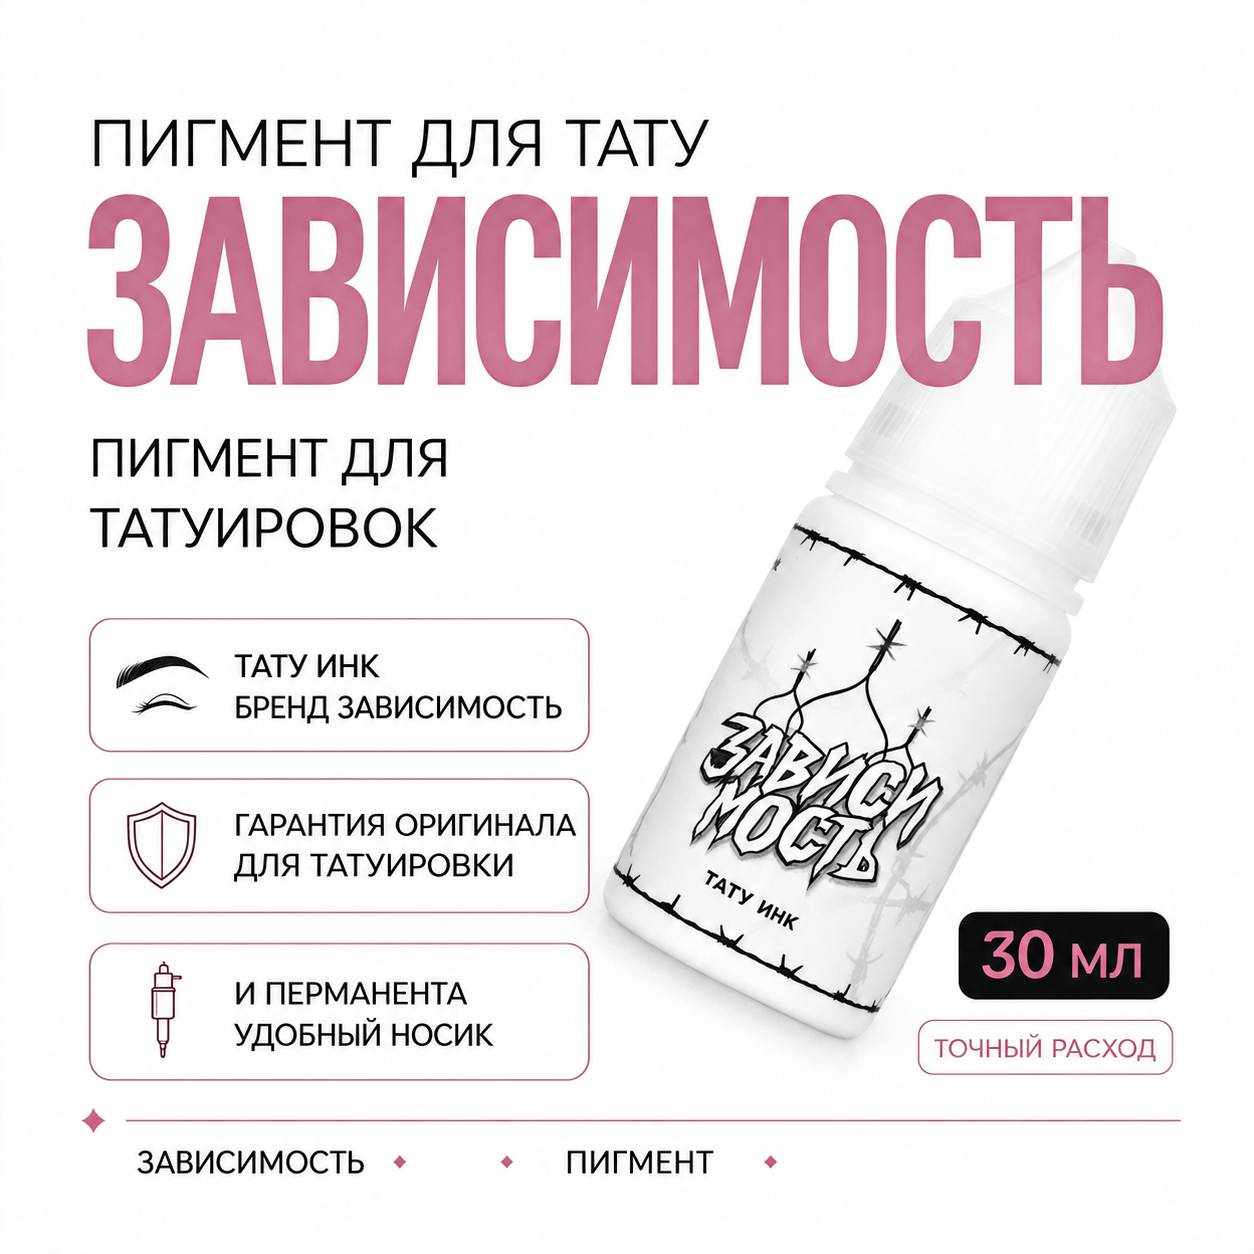 ПИГМЕНТ ДЛЯ ТАТУ
ЗАВИСИМОСТЬ
ПИГМЕНТ ДЛЯ
ТАТУИРОВОК
ТАТУ ИНК
БРЕНД ЗАВИСИМОСТЬ
ГАРАНТИЯ ОРИГИНАЛА
ДЛЯ ТАТУИРОВКИ
И ПЕРМАНЕНТА
УДОБНЫЙ НОСИК
ЗАВИСИ
МОСТЬ
ТАТУ ИНК
30 МЛ
ТОЧНЫЙ РАСХОД
ЗАВИСИМОСТЬ
ПИГМЕНТ